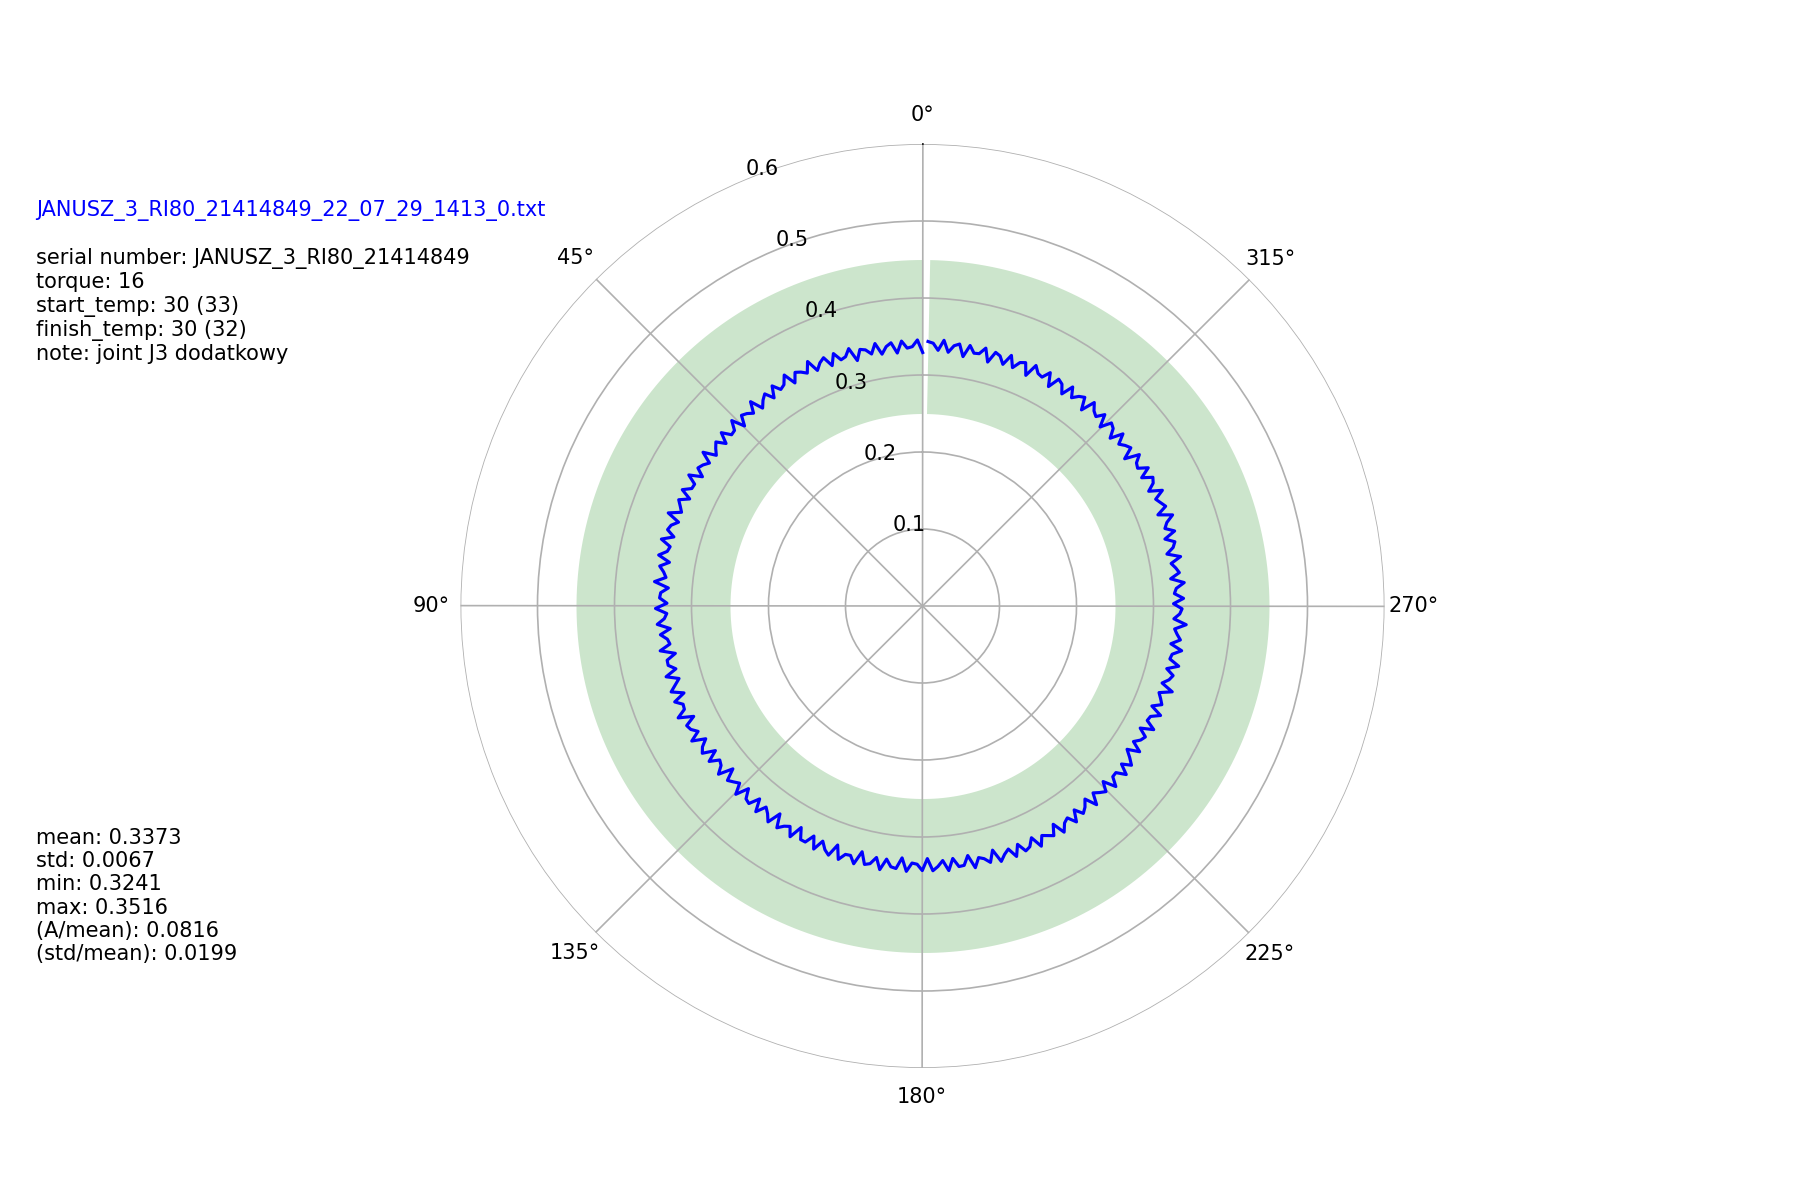 JANUSZ_3_RI80_21414849_22_07_29_1413_0.txt
serial number: JANUSZ_3_RI80_21414849
torque: 16
start_temp: 30 (33)
finish_temp: 30 (32)
note: joint J3 dodatkowy
0°
45°
315°
90°
270°
135°
225°
180°
0.6
0.5
0.4
0.3
0.2
0.1
mean: 0.3373
std: 0.0067
min: 0.3241
max: 0.3516
(A/mean): 0.0816
(std/mean): 0.0199